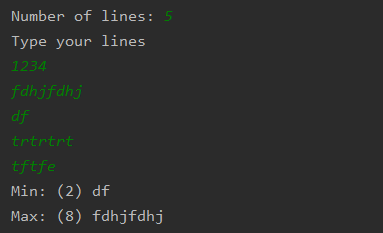 Number of lines: 5
Type your lines
1234
fdhjfdhj
df
trtrtrt
tftfe
Min: (2) df
Max: (8) fdhjfdhj